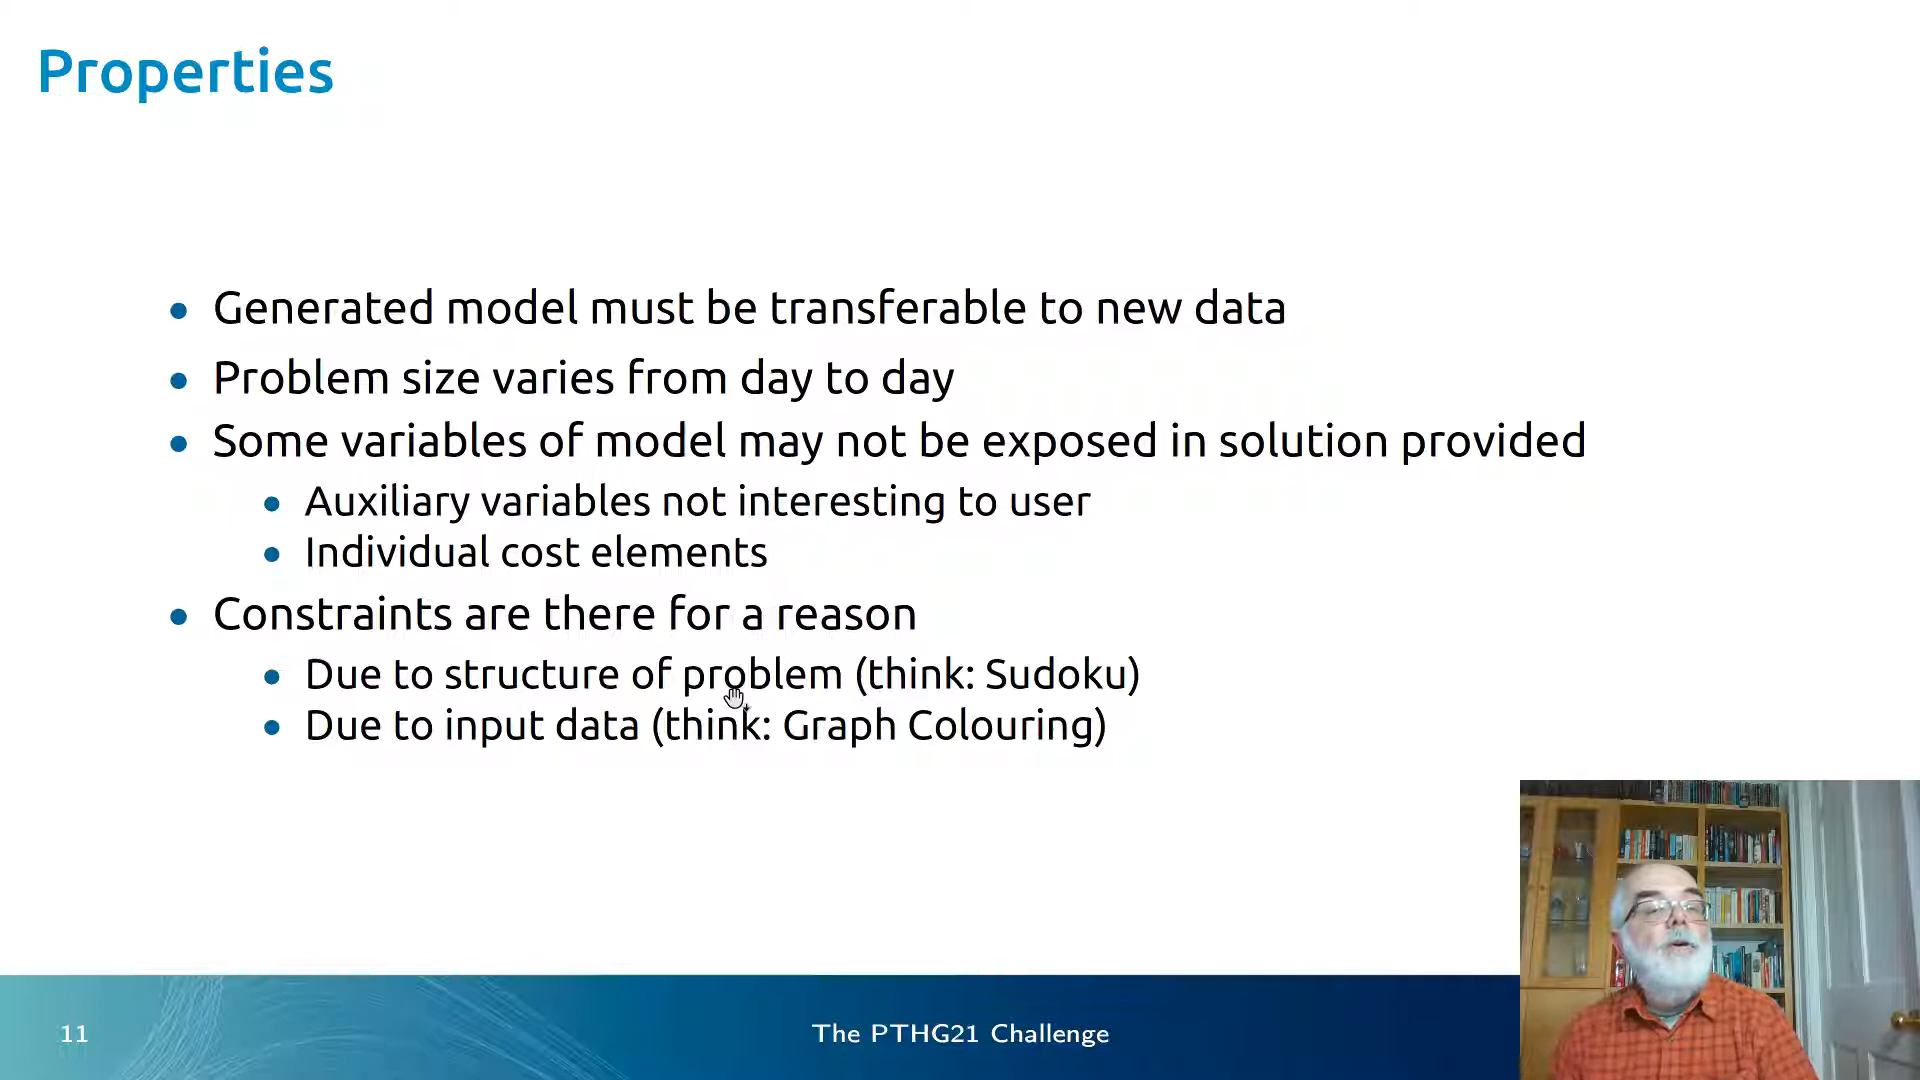 Properties
• Generated model must be transferable to new data
• Problem size varies from day to day
• Some variables of model may not be exposed in solution provided
• Auxiliary variables not interesting to user
• Individual cost elements
• Constraints are there for a reason
• Due to structure of problem (think: Sudoku)
• Due to input data (think: Graph Colouring)
11
The PTHG21 Challenge